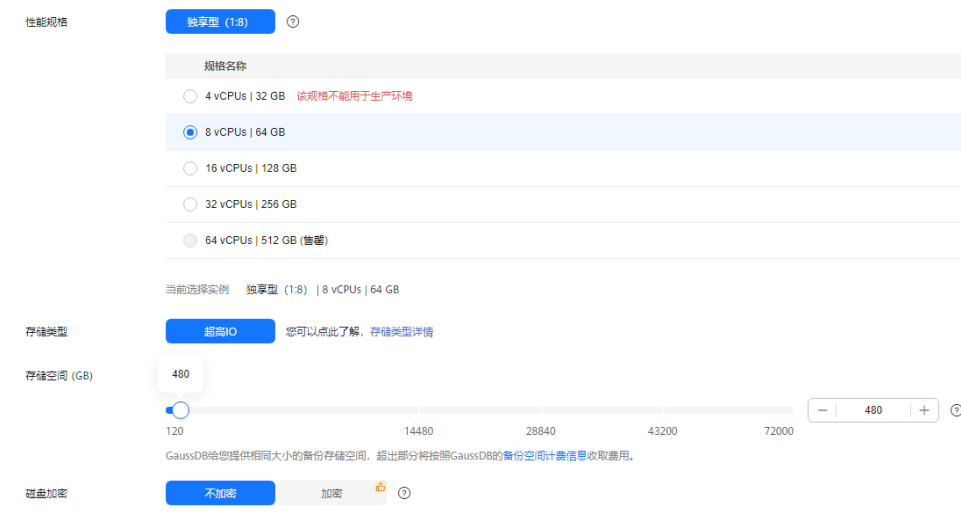 性能规格
独享型 (1:8)
规格名称
4 vCPUs | 32 GB 该规格不能用于生产环境
8 vCPUs | 64 GB
16 vCPUs | 128 GB
32 vCPUs | 256 GB
64 vCPUs | 512 GB (售罄)
当前选择实例 独享型 (1:8) | 8 vCPUs | 64 GB
存储类型
超高IO 您可以点此了解,存储类型详情
存储空间 (GB)
480
480
120 14480 28840 43200 72000
GaussDB给您提供相同大小的备份存储空间,超出部分将按照GaussDB的备份空间计费信息收取费用。
磁盘加密
不加密 加密